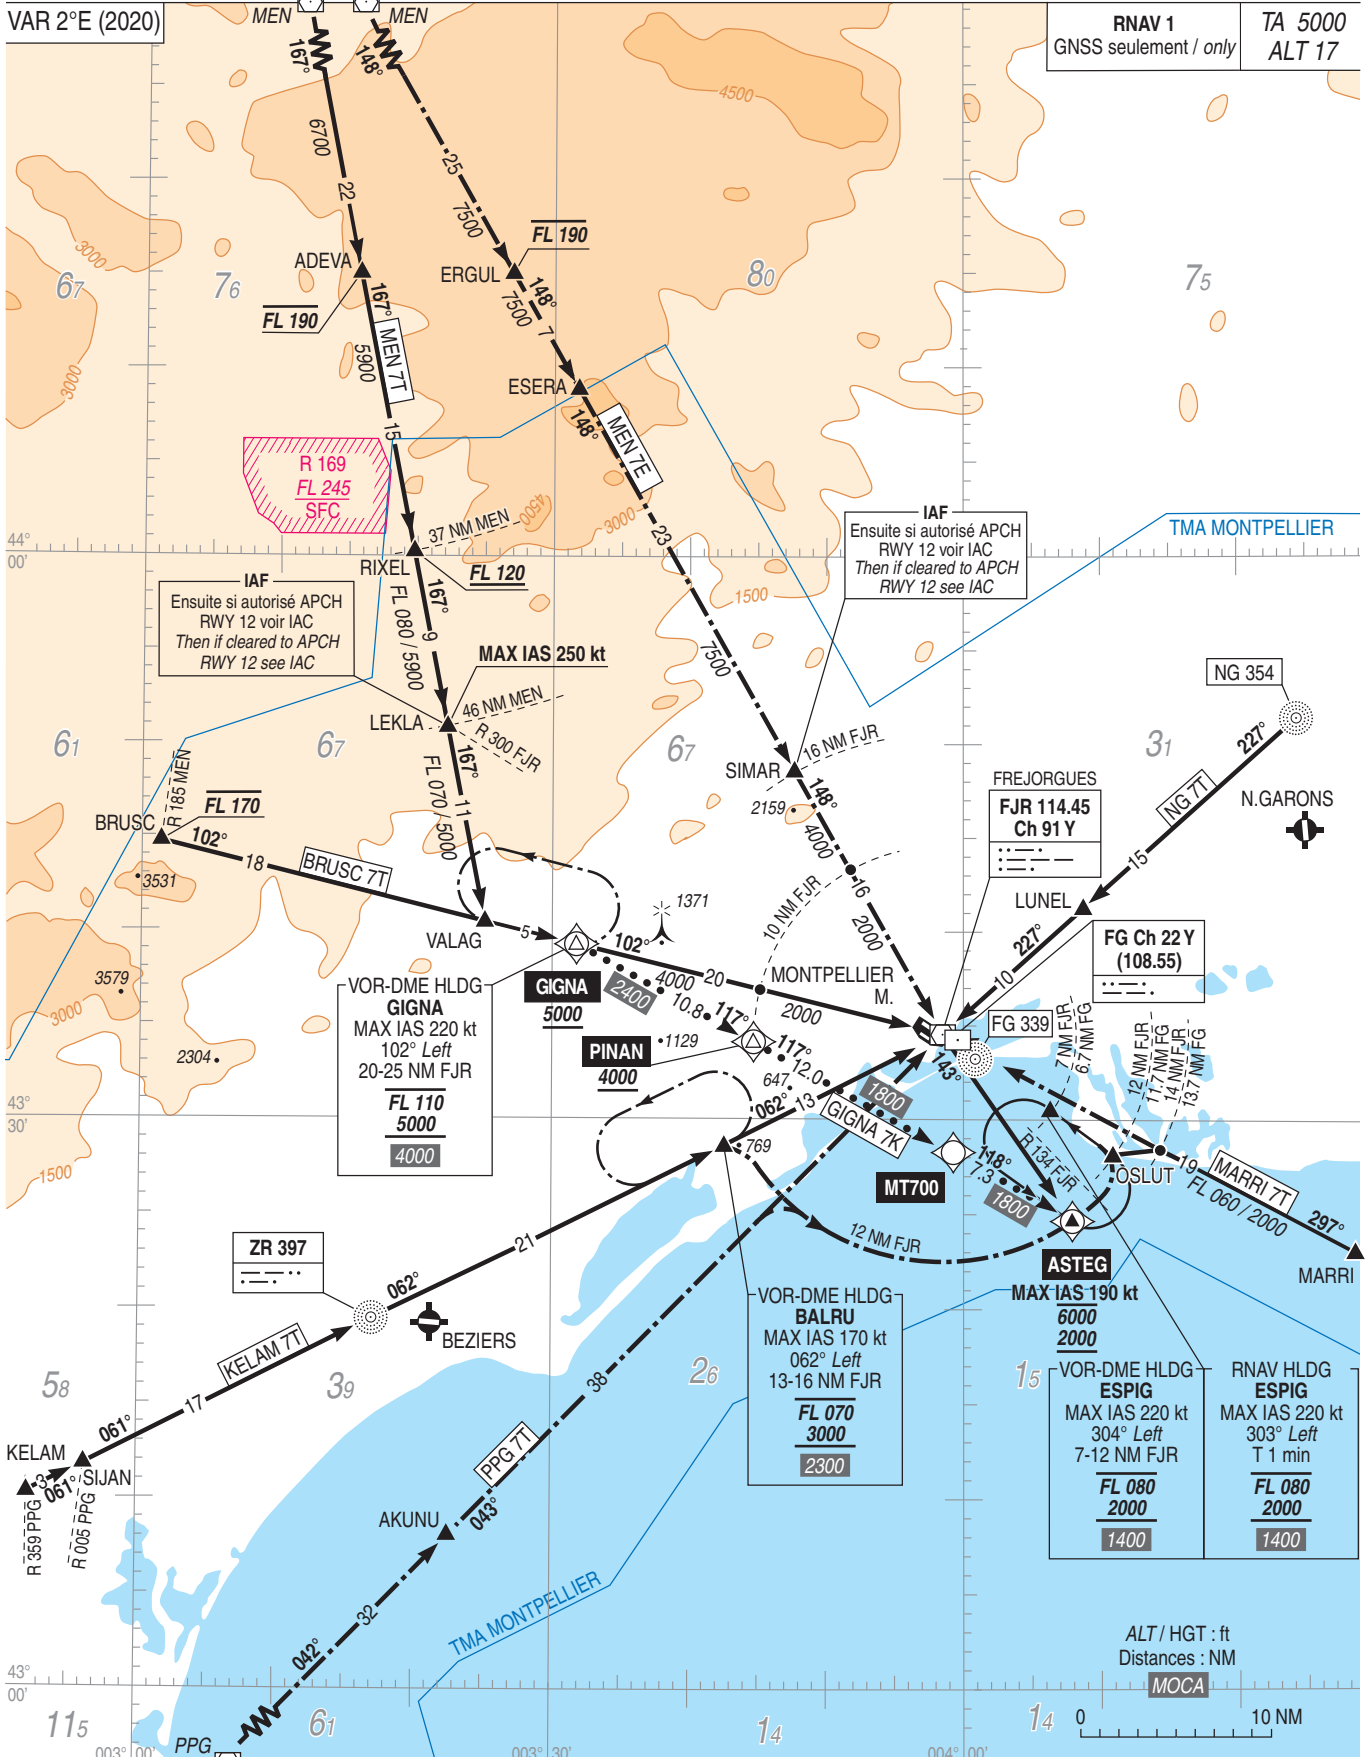 VAR 2°E (2020)
MEN
MEN
RNAV 1
GNSS seulement / only
TA 5000
ALT 17
167°
148°
4500
6700
25
22
7500
3000
FL 190
ADEVA
ERGUL
67
76
80
75
167°
148°
7500
FL 190
MEN 7T
7
5900
3000
ESERA
148°
MEN 7E
15
R 169
FL 245
SFC
4500
3000
37 NM MEN
23
IAF
Ensuite si autorisé APCH
RWY 12 voir IAC
Then if cleared to APCH
RWY 12 see IAC
TMA MONTPELLIER
44°
00'
RIXEL
FL 120
IAF
Ensuite si autorisé APCH
RWY 12 voir IAC
Then if cleared to APCH
RWY 12 see IAC
167°
FL 080 / 5900
9
1500
7500
MAX IAS 250 kt
NG 354
46 NM MEN
LEKLA
R 300 FJR
61
67
67
31
227°
16 NM FJR
SIMAR
167°
FL 070 / 5000
11
R 185 MEN
FL 170
BRUSC
102°
18
BRUSC 7T
148°
2159
4000
FREJORGUES
FJR 114.45
Ch 91 Y
NG 7T
N.GARONS
15
3531
1371
10 NM FJR
16
2000
LUNEL
227°
VALAG
5
102°
FG Ch 22 Y
(108.55)
3579
3000
VOR-DME HLDG
GIGNA
MAX IAS 220 kt
102° Left
20-25 NM FJR
FL 110
5000
4000
GIGNA
5000
4000
20
2400
10.8
117°
MONTPELLIER
M.
2000
10
FG 339
2304
PINAN
4000
1129
117°
12.0
647
143°
7 NM FJR
6.7 NM FG
12 NM FJR
11.7 NM FG
14 NM FJR
13.7 NM FG
43°
30'
062°
13
1800
GIGNA 7K
1500
769
MT700
118°
7.3
1800
R 134 FJR
OSLUT
19
MARRI 7T
FL 060 / 2000
297°
MARRI
12 NM FJR
21
ZR 397
062°
ASTEG
MAX IAS 190 kt
6000
2000
BEZIERS
KELAM 7T
VOR-DME HLDG
BALRU
MAX IAS 170 kt
062° Left
13-16 NM FJR
FL 070
3000
2300
58
39
26
15
38
17
VOR-DME HLDG
ESPIG
MAX IAS 220 kt
304° Left
7-12 NM FJR
FL 080
2000
1400
RNAV HLDG
ESPIG
MAX IAS 220 kt
303° Left
T 1 min
FL 080
2000
1400
061°
KELAM
3
061°
SIJAN
PPG 7T
R 359 PPG
R 005 PPG
AKUNU
043°
32
TMA MONTPELLIER
042°
ALT / HGT : ft
Distances : NM
MOCA
43°
00'
115
61
14
14
0
10 NM
PPG
003° 00'
003° 30'
004° 00'